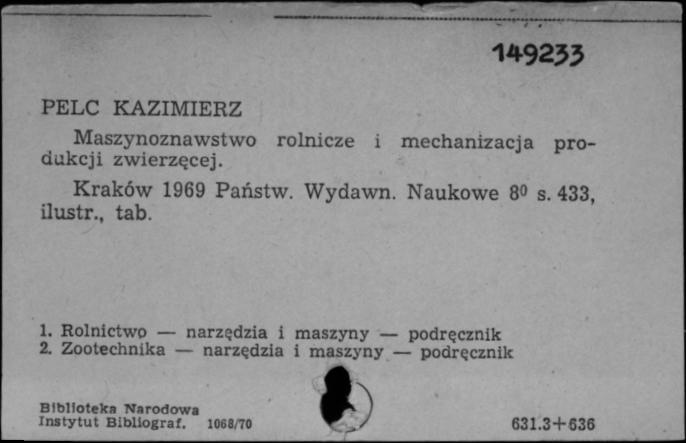 149233
PELC KAZIMIERZ
Maszynoznawstwo rolnicze i mechanizacja pro-
dukcji zwierzęcej.
Kraków 1969 Państw. Wydawn. Naukowe 8⁰ s. 433,
ilustr., tab.
1. Rolnictwo — narzędzia i maszyny — podręcznik
2. Zootechnika — narzędzia i maszyny — podręcznik
Biblioteka Narodowa
Instytut Bibliograf. 1068/70
631.3+636